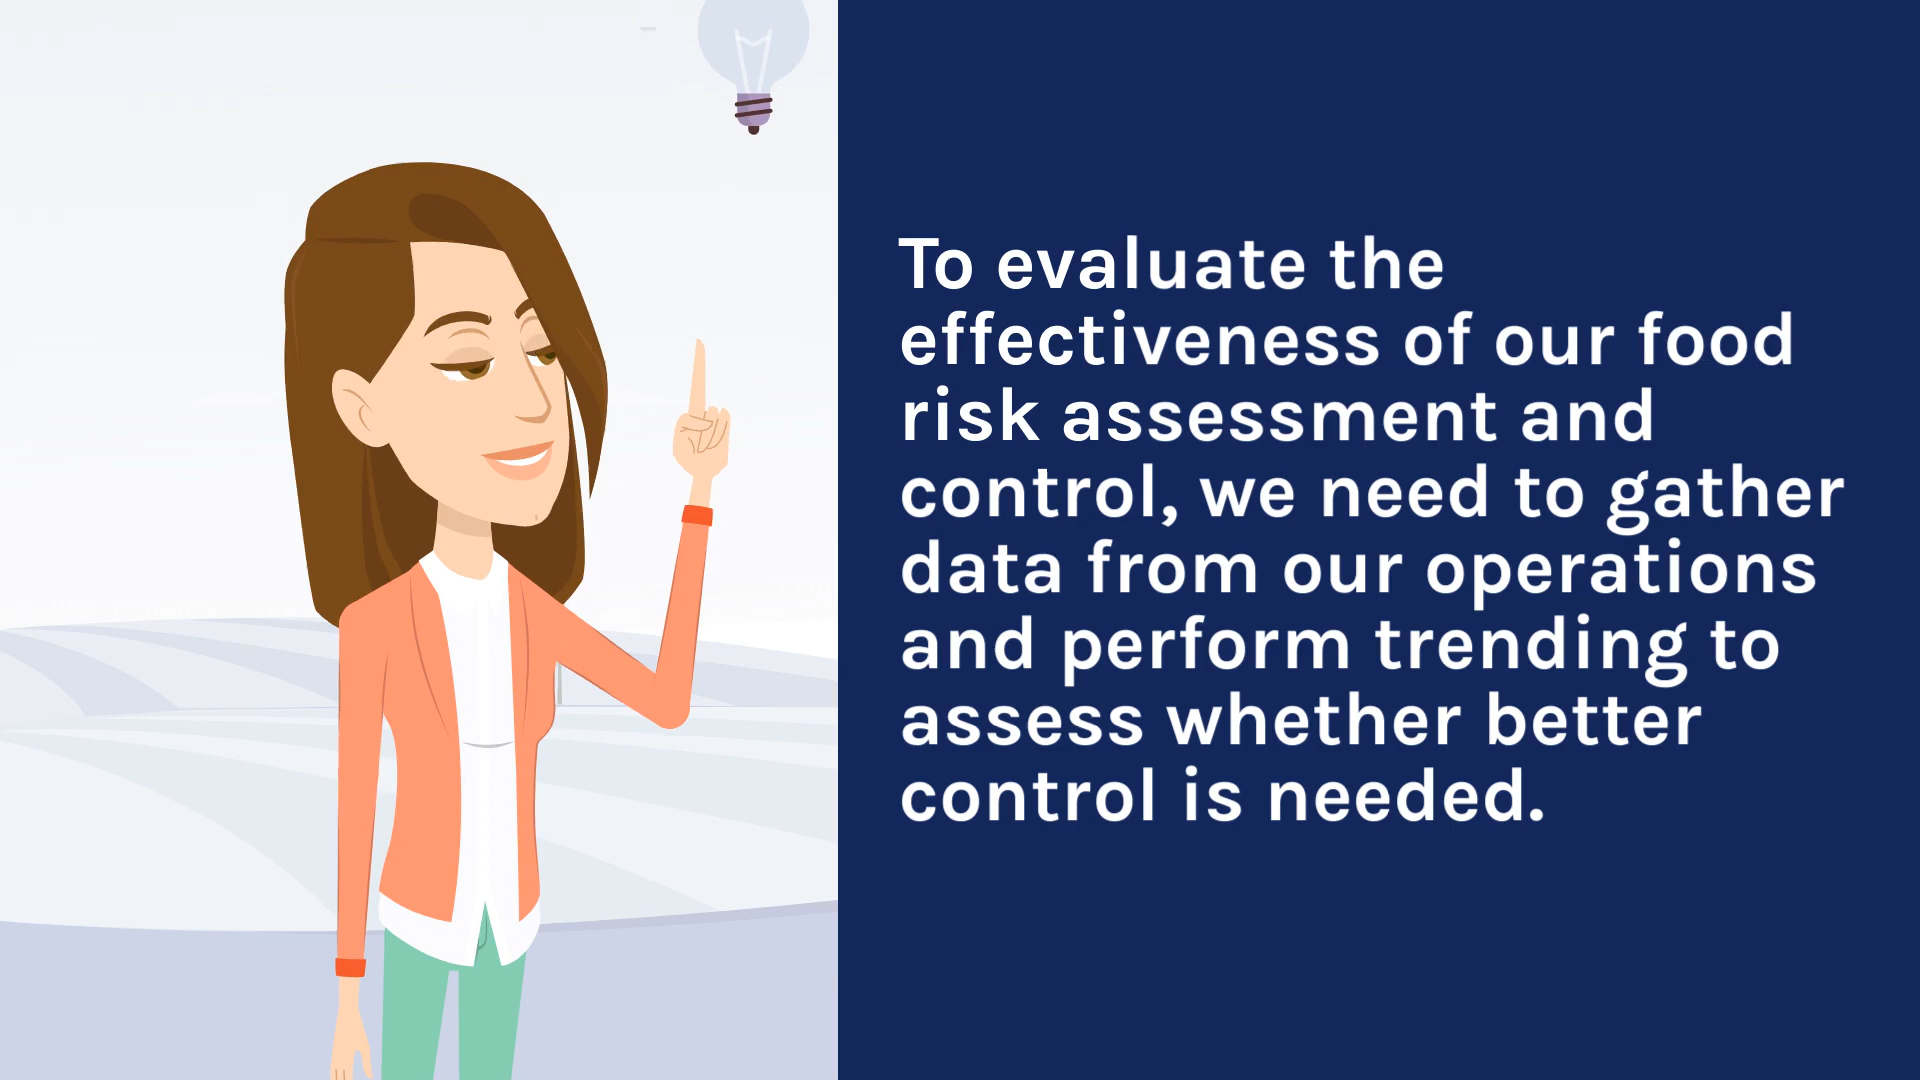 To evaluate the
effectiveness of our food
risk assessment and
control, we need to gather
data from our operations
and perform trending to
assess whether better
control is needed.